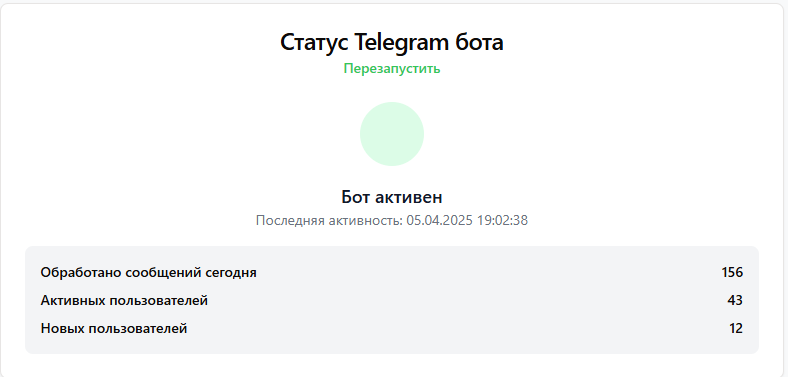 Статус Telegram бота
Перезапустить
Бот активен
Последняя активность: 05.04.2025 19:02:38
Обработано сообщений сегодня 156
Активных пользователей 43
Новых пользователей 12